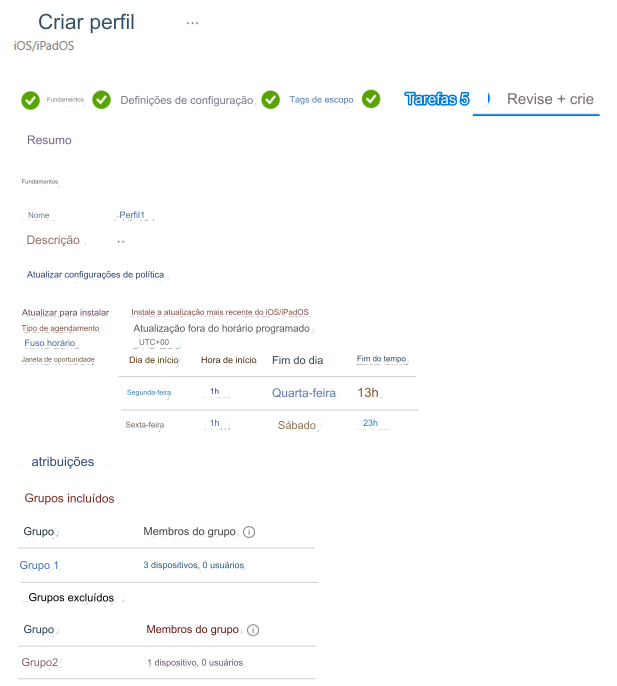 Criar perfil ...
iOS/iPadOS
Fundamentos Definições de configuração Tags de escopo Tarefas 5 Revise + crie
Resumo
Fundamentos
Nome Perfil1
Descrição --
Atualizar configurações de política
Atualizar para instalar Instale a atualização mais recente do iOS/iPadOS
Tipo de agendamento Atualização fora do horário programado
Fuso horário UTC+00
Janela de oportunidade Dia de início Hora de início Fim do dia Fim do tempo
Segunda-feira 1h Quarta-feira 13h
Sexta-feira 1h Sábado 23h
atribuições
Grupos incluídos
Grupo Membros do grupo
Grupo 1 3 dispositivos, 0 usuários
Grupos excluídos
Grupo Membros do grupo
Grupo2 1 dispositivo, 0 usuários